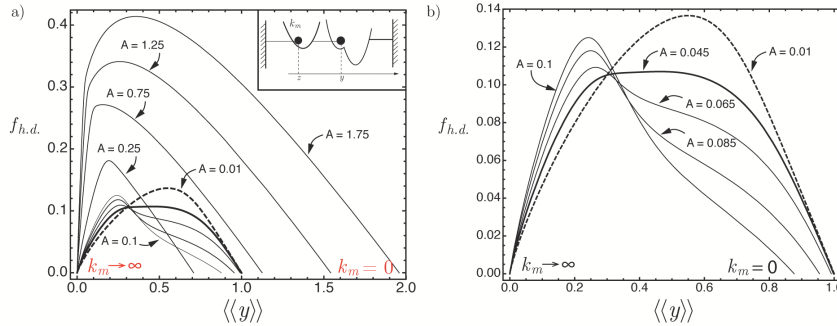 a)
0.4
0.3
0.2
0.1
0.0
f_{h.d.}
A = 1.25
A = 0.75
A = 0.25
A = 0.01
A = 1.75
A = 0.1
k_m
z
y
k_m → ∞
k_m = 0
0.0 0.5 1.0 1.5 2.0
⟨⟨y⟩⟩
b)
0.14
0.12
0.10
0.08
0.06
0.04
0.02
0.00
f_{h.d.}
A = 0.1
A = 0.045
A = 0.01
A = 0.065
A = 0.085
k_m → ∞
k_m = 0
0.0 0.2 0.4 0.6 0.8 1.0
⟨⟨y⟩⟩